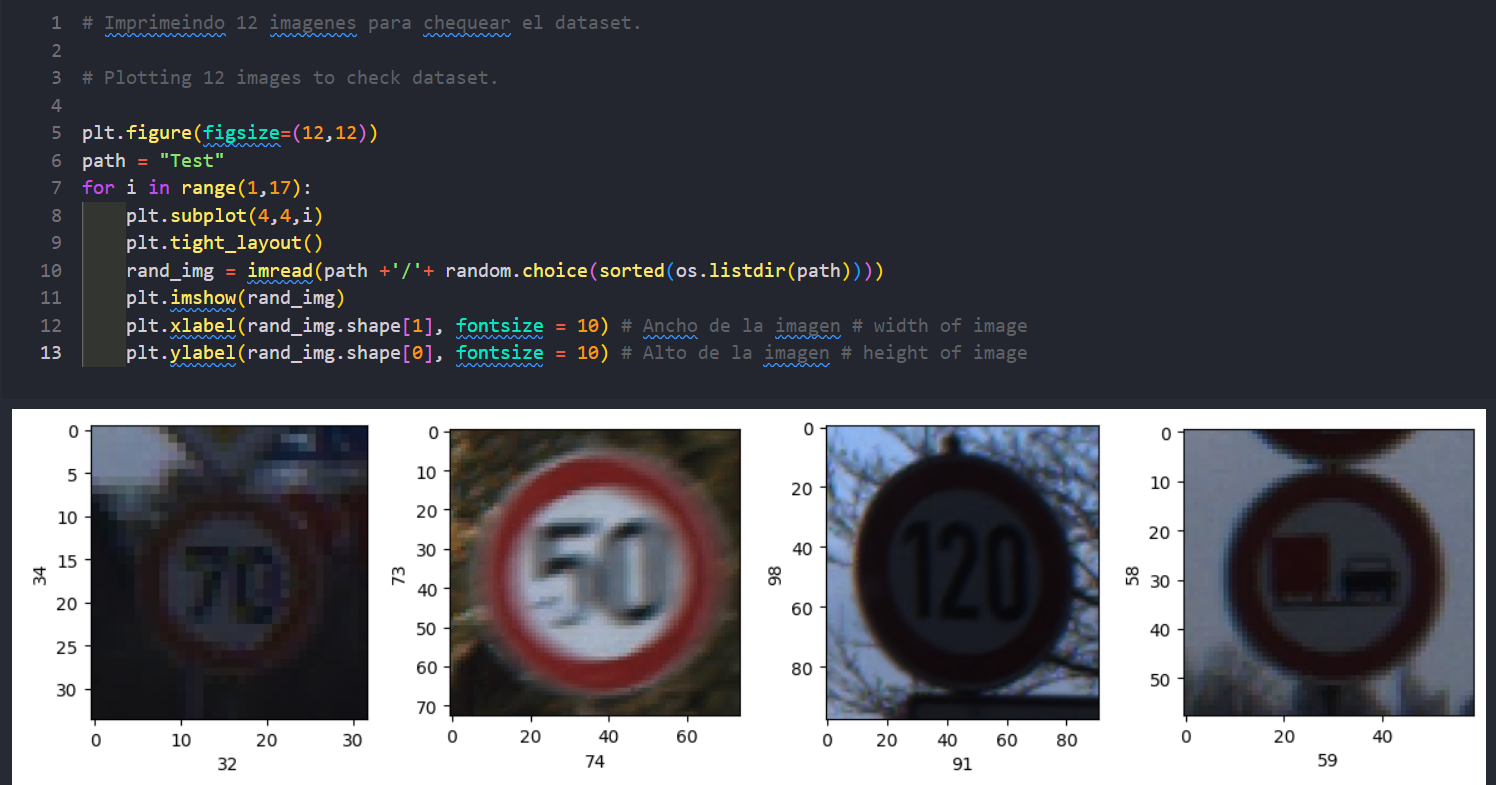 1 # Imprimeindo 12 imagenes para chequear el dataset.
2
3 # Plotting 12 images to check dataset.
4
5 plt.figure(figsize=(12,12))
6 path = "Test"
7 for i in range(1,17):
8     plt.subplot(4,4,i)
9     plt.tight_layout()
10     rand_img = imread(path +'/'+ random.choice(sorted(os.listdir(path))))
11     plt.imshow(rand_img)
12     plt.xlabel(rand_img.shape[1], fontsize = 10) # Ancho de la imagen # width of image
13     plt.ylabel(rand_img.shape[0], fontsize = 10) # Alto de la imagen # height of image
0
5
10
15
20
25
30
34
70
0 10 20 30
32
0
10
20
30
40
50
60
70
73
50
0 20 40 60
74
0
20
40
60
80
98
120
0 20 40 60 80
91
0
10
20
30
40
50
58
0 20 40
59